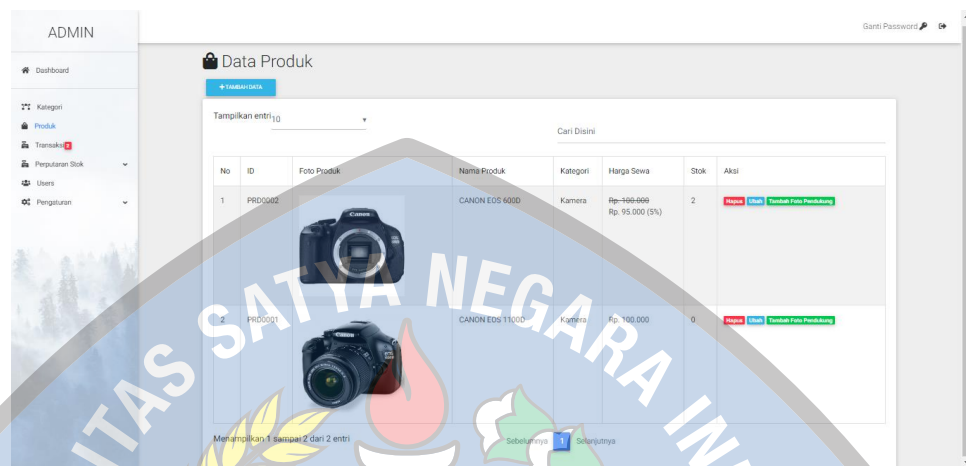 ADMIN
Ganti Password
Dashboard
Kategori
Produk
Transaksi
Perputaran Stok
Users
Pengaturan
Data Produk
+ TAMBAH DATA
Tampilkan entri 10
Cari Disini
No ID Foto Produk Nama Produk Kategori Harga Sewa Stok Aksi
1 PRD0002 CANON EOS 600D Kamera Rp. 100.000 2 Hapus Ubah Tambah Foto Pendukung
Rp. 95.000 (5%)
Canon
2 PRD0001 CANON EOS 1100D Kamera Rp. 100.000 0 Hapus Ubah Tambah Foto Pendukung
Canon
Menampilkan 1 sampai 2 dari 2 entri
Sebelumnya 1 Selanjutnya
ITAS SATYA NEGARA IN